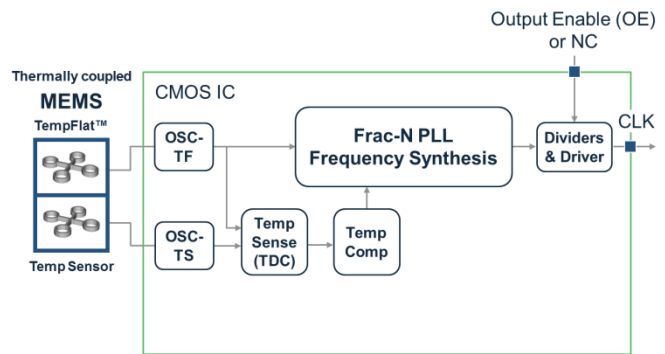 Output Enable (OE)
or NC
Thermally coupled
MEMS
TempFlat™
CMOS IC
CLK
OSC-
TF
Frac-N PLL
Frequency Synthesis
Dividers
& Driver
OSC-
TS
Temp
Sense
(TDC)
Temp
Comp
Temp Sensor